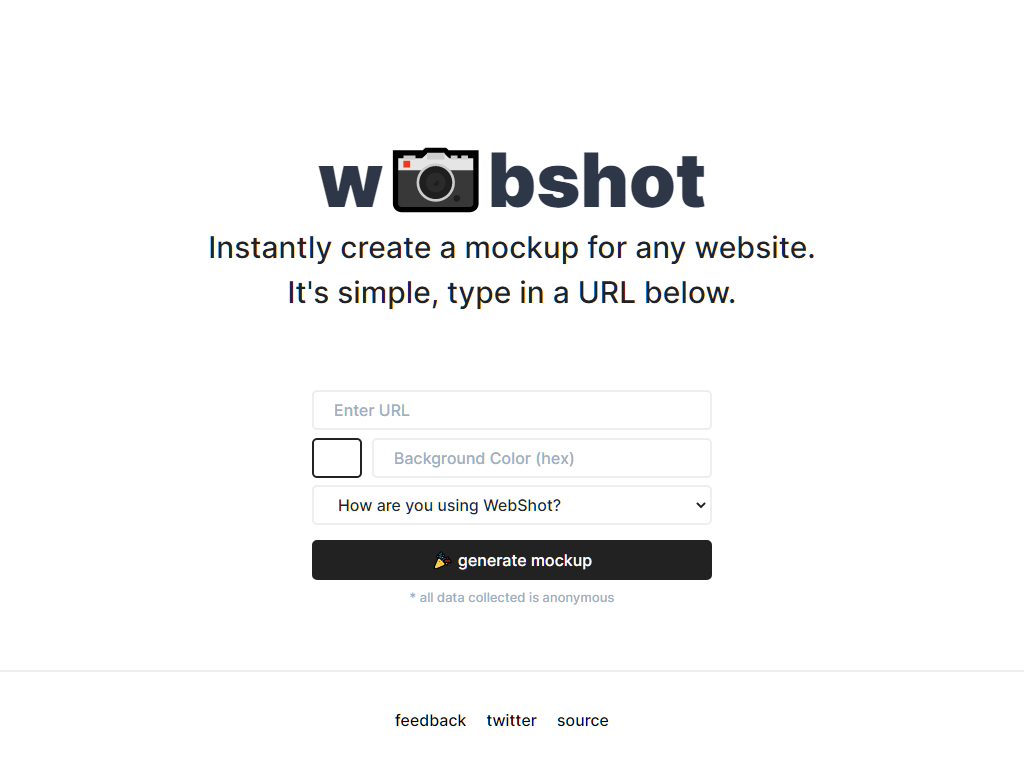 w📷bshot
Instantly create a mockup for any website.
It's simple, type in a URL below.
Enter URL
Background Color (hex)
How are you using WebShot?
🎉 generate mockup
* all data collected is anonymous
feedback twitter source